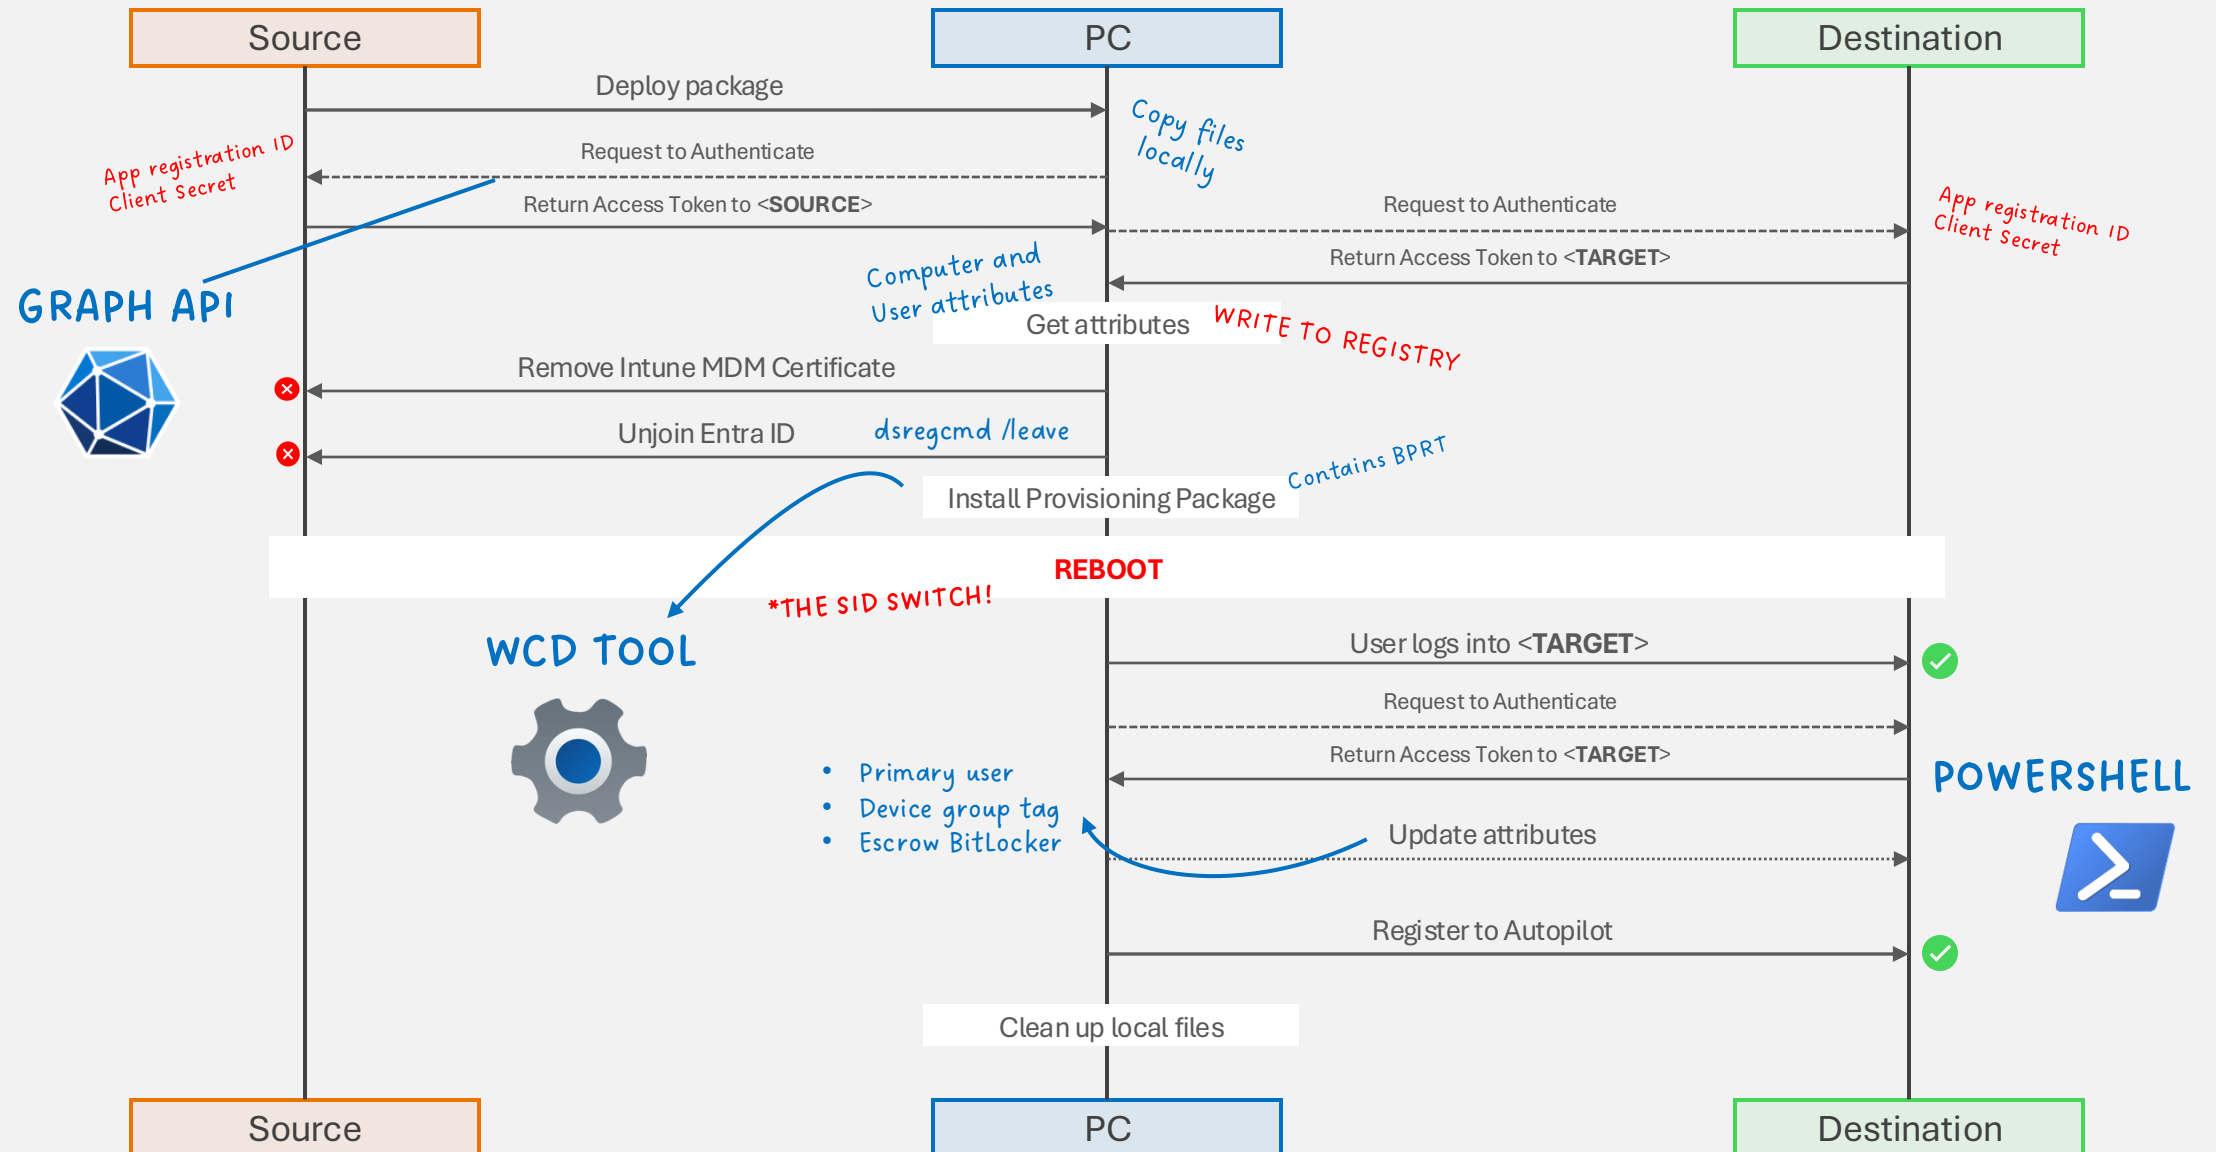 Source
PC
Destination
Deploy package
Copy files
locally
App registration ID
Client Secret
Request to Authenticate
Return Access Token to <SOURCE>
Request to Authenticate
App registration ID
Client Secret
Return Access Token to <TARGET>
Computer and
User attributes
GRAPH API
Get attributes
WRITE TO REGISTRY
Remove Intune MDM Certificate
Unjoin Entra ID
dsregcmd /leave
Contains BPRT
Install Provisioning Package
REBOOT
*THE SID SWITCH!
WCD TOOL
User logs into <TARGET>
Request to Authenticate
Return Access Token to <TARGET>
POWERSHELL
• Primary user
• Device group tag
• Escrow BitLocker
Update attributes
Register to Autopilot
Clean up local files
Source
PC
Destination